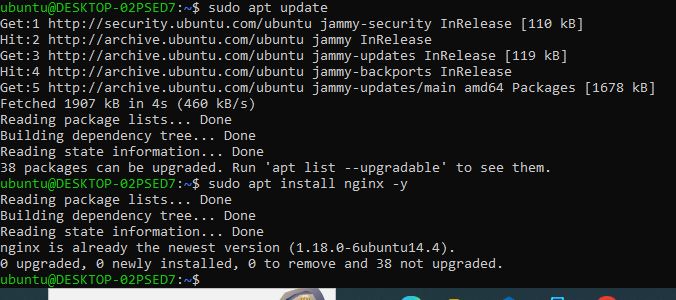 ubuntu@DESKTOP-02PSED7:~$ sudo apt update
Get:1 http://security.ubuntu.com/ubuntu jammy-security InRelease [110 kB]
Hit:2 http://archive.ubuntu.com/ubuntu jammy InRelease
Get:3 http://archive.ubuntu.com/ubuntu jammy-updates InRelease [119 kB]
Hit:4 http://archive.ubuntu.com/ubuntu jammy-backports InRelease
Get:5 http://archive.ubuntu.com/ubuntu jammy-updates/main amd64 Packages [1678 kB]
Fetched 1907 kB in 4s (460 kB/s)
Reading package lists... Done
Building dependency tree... Done
Reading state information... Done
38 packages can be upgraded. Run 'apt list --upgradable' to see them.
ubuntu@DESKTOP-02PSED7:~$ sudo apt install nginx -y
Reading package lists... Done
Building dependency tree... Done
Reading state information... Done
nginx is already the newest version (1.18.0-6ubuntu14.4).
0 upgraded, 0 newly installed, 0 to remove and 38 not upgraded.
ubuntu@DESKTOP-02PSED7:~$